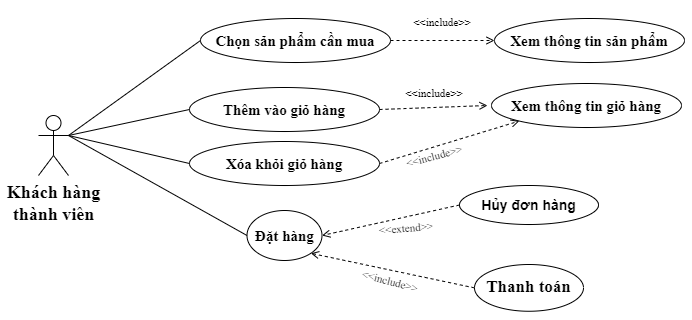 Chọn sản phẩm cần mua
<<include>>
Xem thông tin sản phẩm
Thêm vào giỏ hàng
<<include>>
Xem thông tin giỏ hàng
Xóa khỏi giỏ hàng
<<include>>
Khách hàng
thành viên
Đặt hàng
<<extend>>
Hủy đơn hàng
<<include>>
Thanh toán